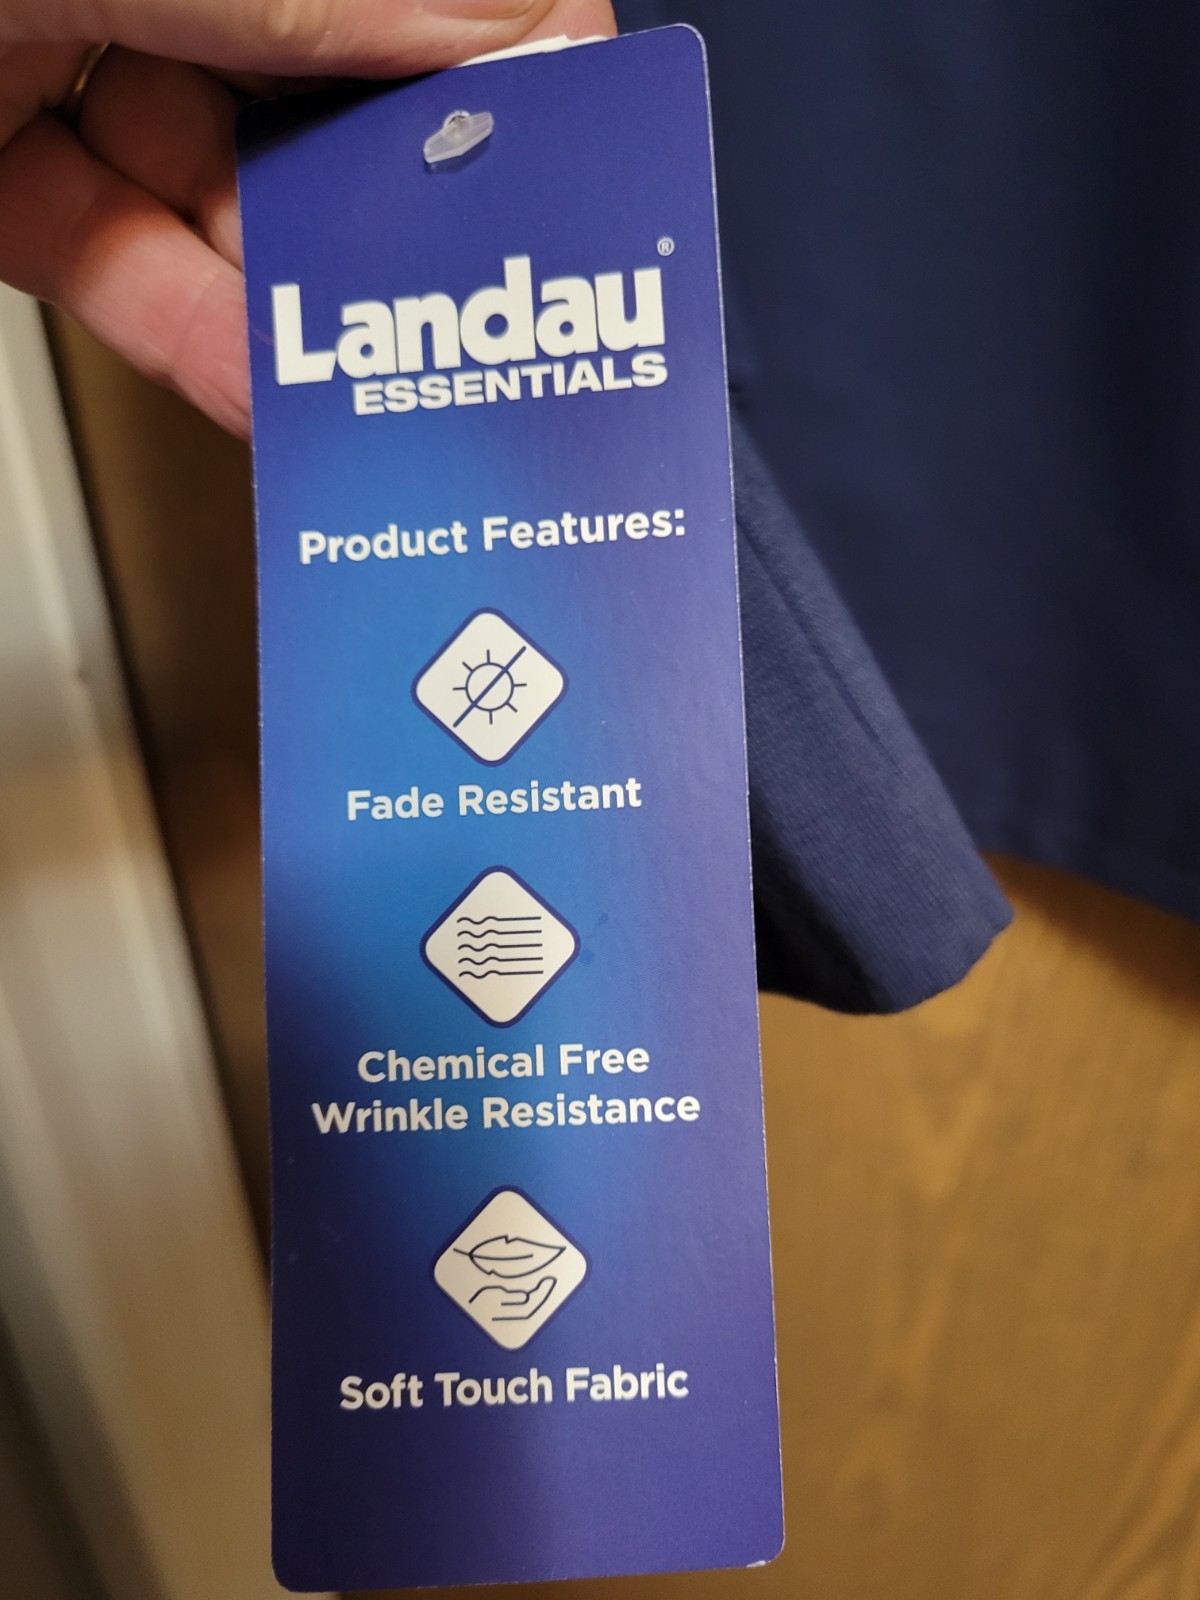 Landau®
ESSENTIALS
Product Features:
Fade Resistant
Chemical Free
Wrinkle Resistance
Soft Touch Fabric